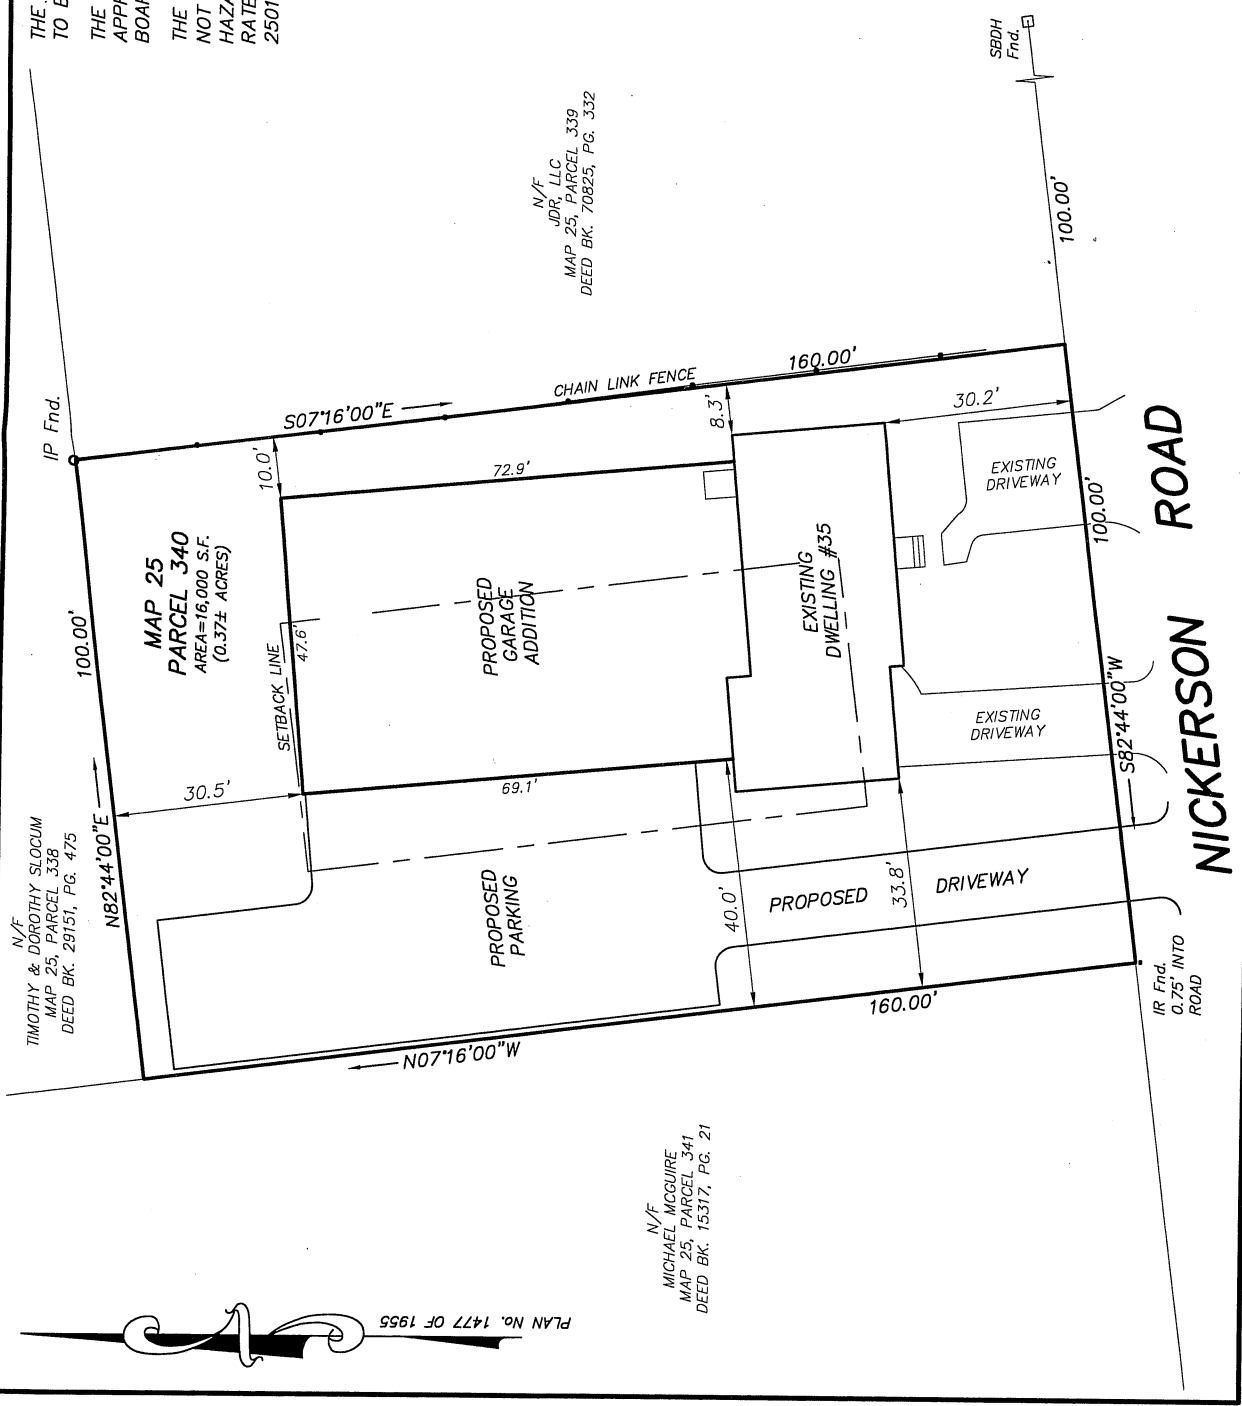 THE
TO
THE
APP
BOA
THE
NOT
HAZ
RATE
2501
SBDH
Fnd.
N/F
JDR, LLC
MAP 25, PARCEL 339
DEED BK. 70825, PG. 332
100.00'
IP Fnd.
S07°16'00"E
CHAIN LINK FENCE
160.00'
8.3'
30.2'
10.0'
72.9'
EXISTING
DRIVEWAY
100.00'
MAP 25
PARCEL 340
AREA=16,000 S.F.
(0.37± ACRES)
100.00'
SETBACK LINE
47.6'
PROPOSED
GARAGE
ADDITION
EXISTING
DWELLING #35
NICKERSON ROAD
EXISTING
DRIVEWAY
S82°44'00"W
30.5'
69.1'
N/F
TIMOTHY & DOROTHY SLOCUM
MAP 25, PARCEL 338
DEED BK. 29151, PG. 475
N82°44'00"E
PROPOSED
PARKING
40.0'
PROPOSED DRIVEWAY
33.8'
160.00'
N07°16'00"W
IR Fnd.
0.75' INTO
ROAD
N/F
MICHAEL MCGUIRE
MAP 25, PARCEL 341
DEED BK. 15317, PG. 21
N
PLAN No. 1477 OF 1955